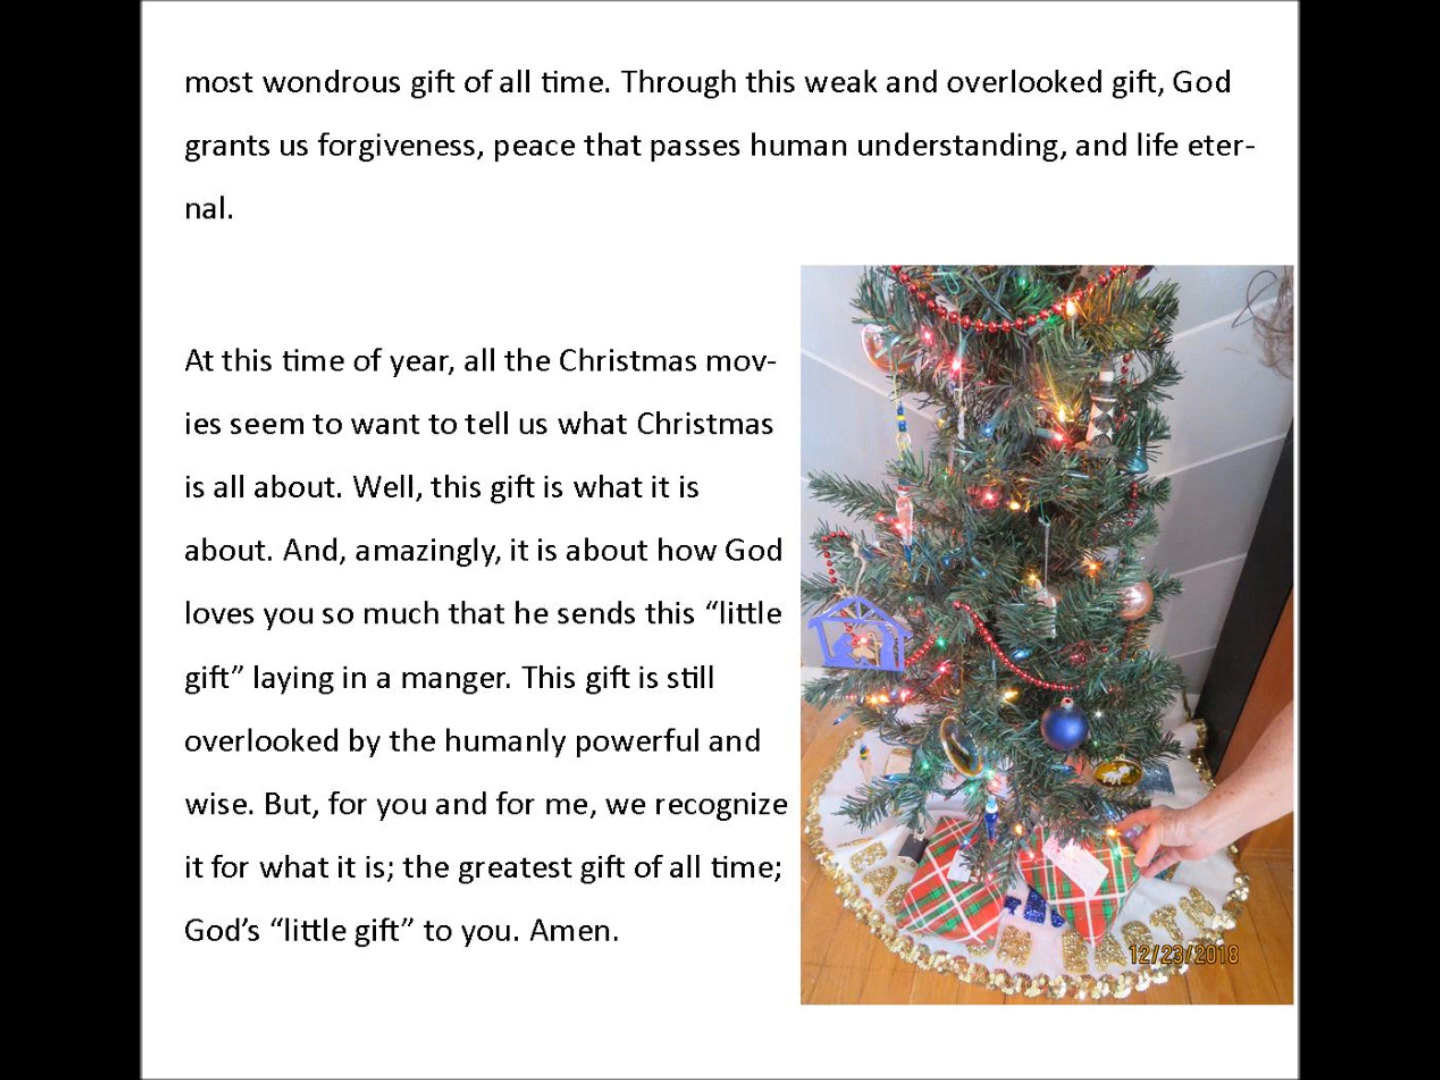 most wondrous gift of all time. Through this weak and overlooked gift, God
grants us forgiveness, peace that passes human understanding, and life eter-
nal.
At this time of year, all the Christmas mov-
ies seem to want to tell us what Christmas
is all about. Well, this gift is what it is
about. And, amazingly, it is about how God
loves you so much that he sends this “little
gift” laying in a manger. This gift is still
overlooked by the humanly powerful and
wise. But, for you and for me, we recognize
it for what it is; the greatest gift of all time;
God’s “little gift” to you. Amen.
EARTH
12/23/2018